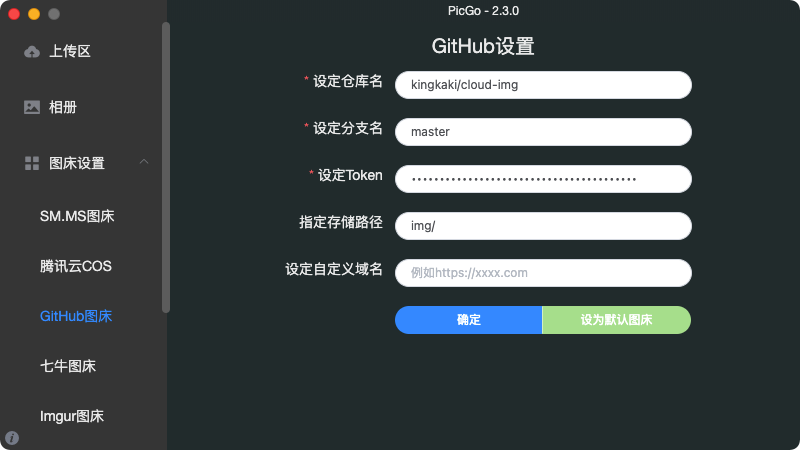 PicGo - 2.3.0
上传区
相册
图床设置
SM.MS图床
腾讯云COS
GitHub图床
七牛图床
Imgur图床
GitHub设置
* 设定仓库名
kingkaki/cloud-img
* 设定分支名
master
* 设定Token
••••••••••••••••••••••••••••••••••••••••
指定存储路径
img/
设定自定义域名
例如https://xxxx.com
确定
设为默认图床